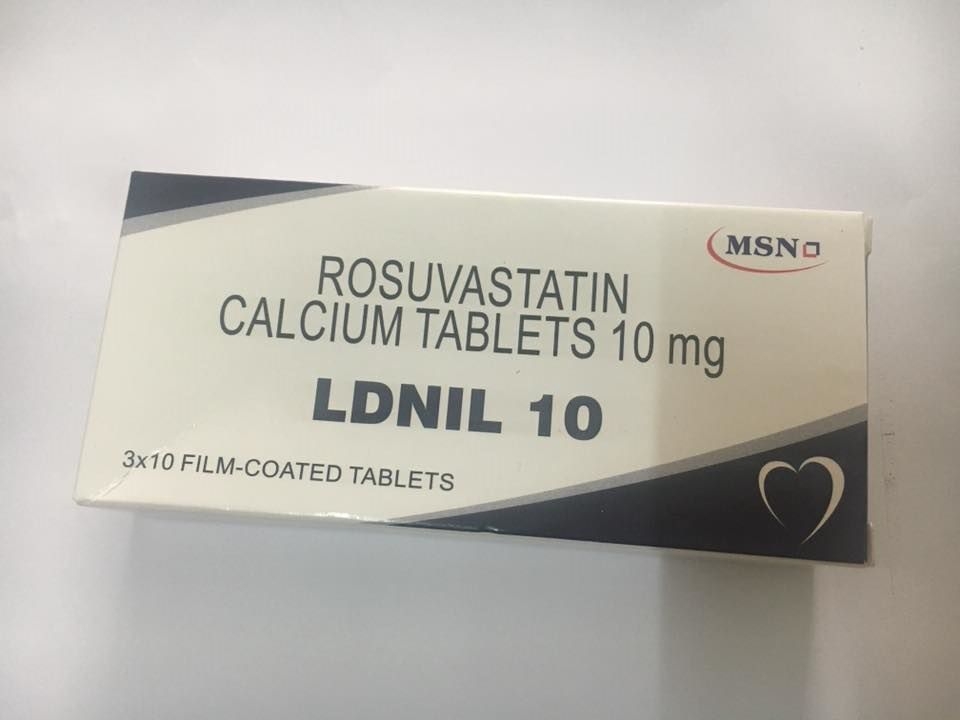 MSN
ROSUVASTATIN
CALCIUM TABLETS 10 mg
LDNIL 10
3x10 FILM-COATED TABLETS